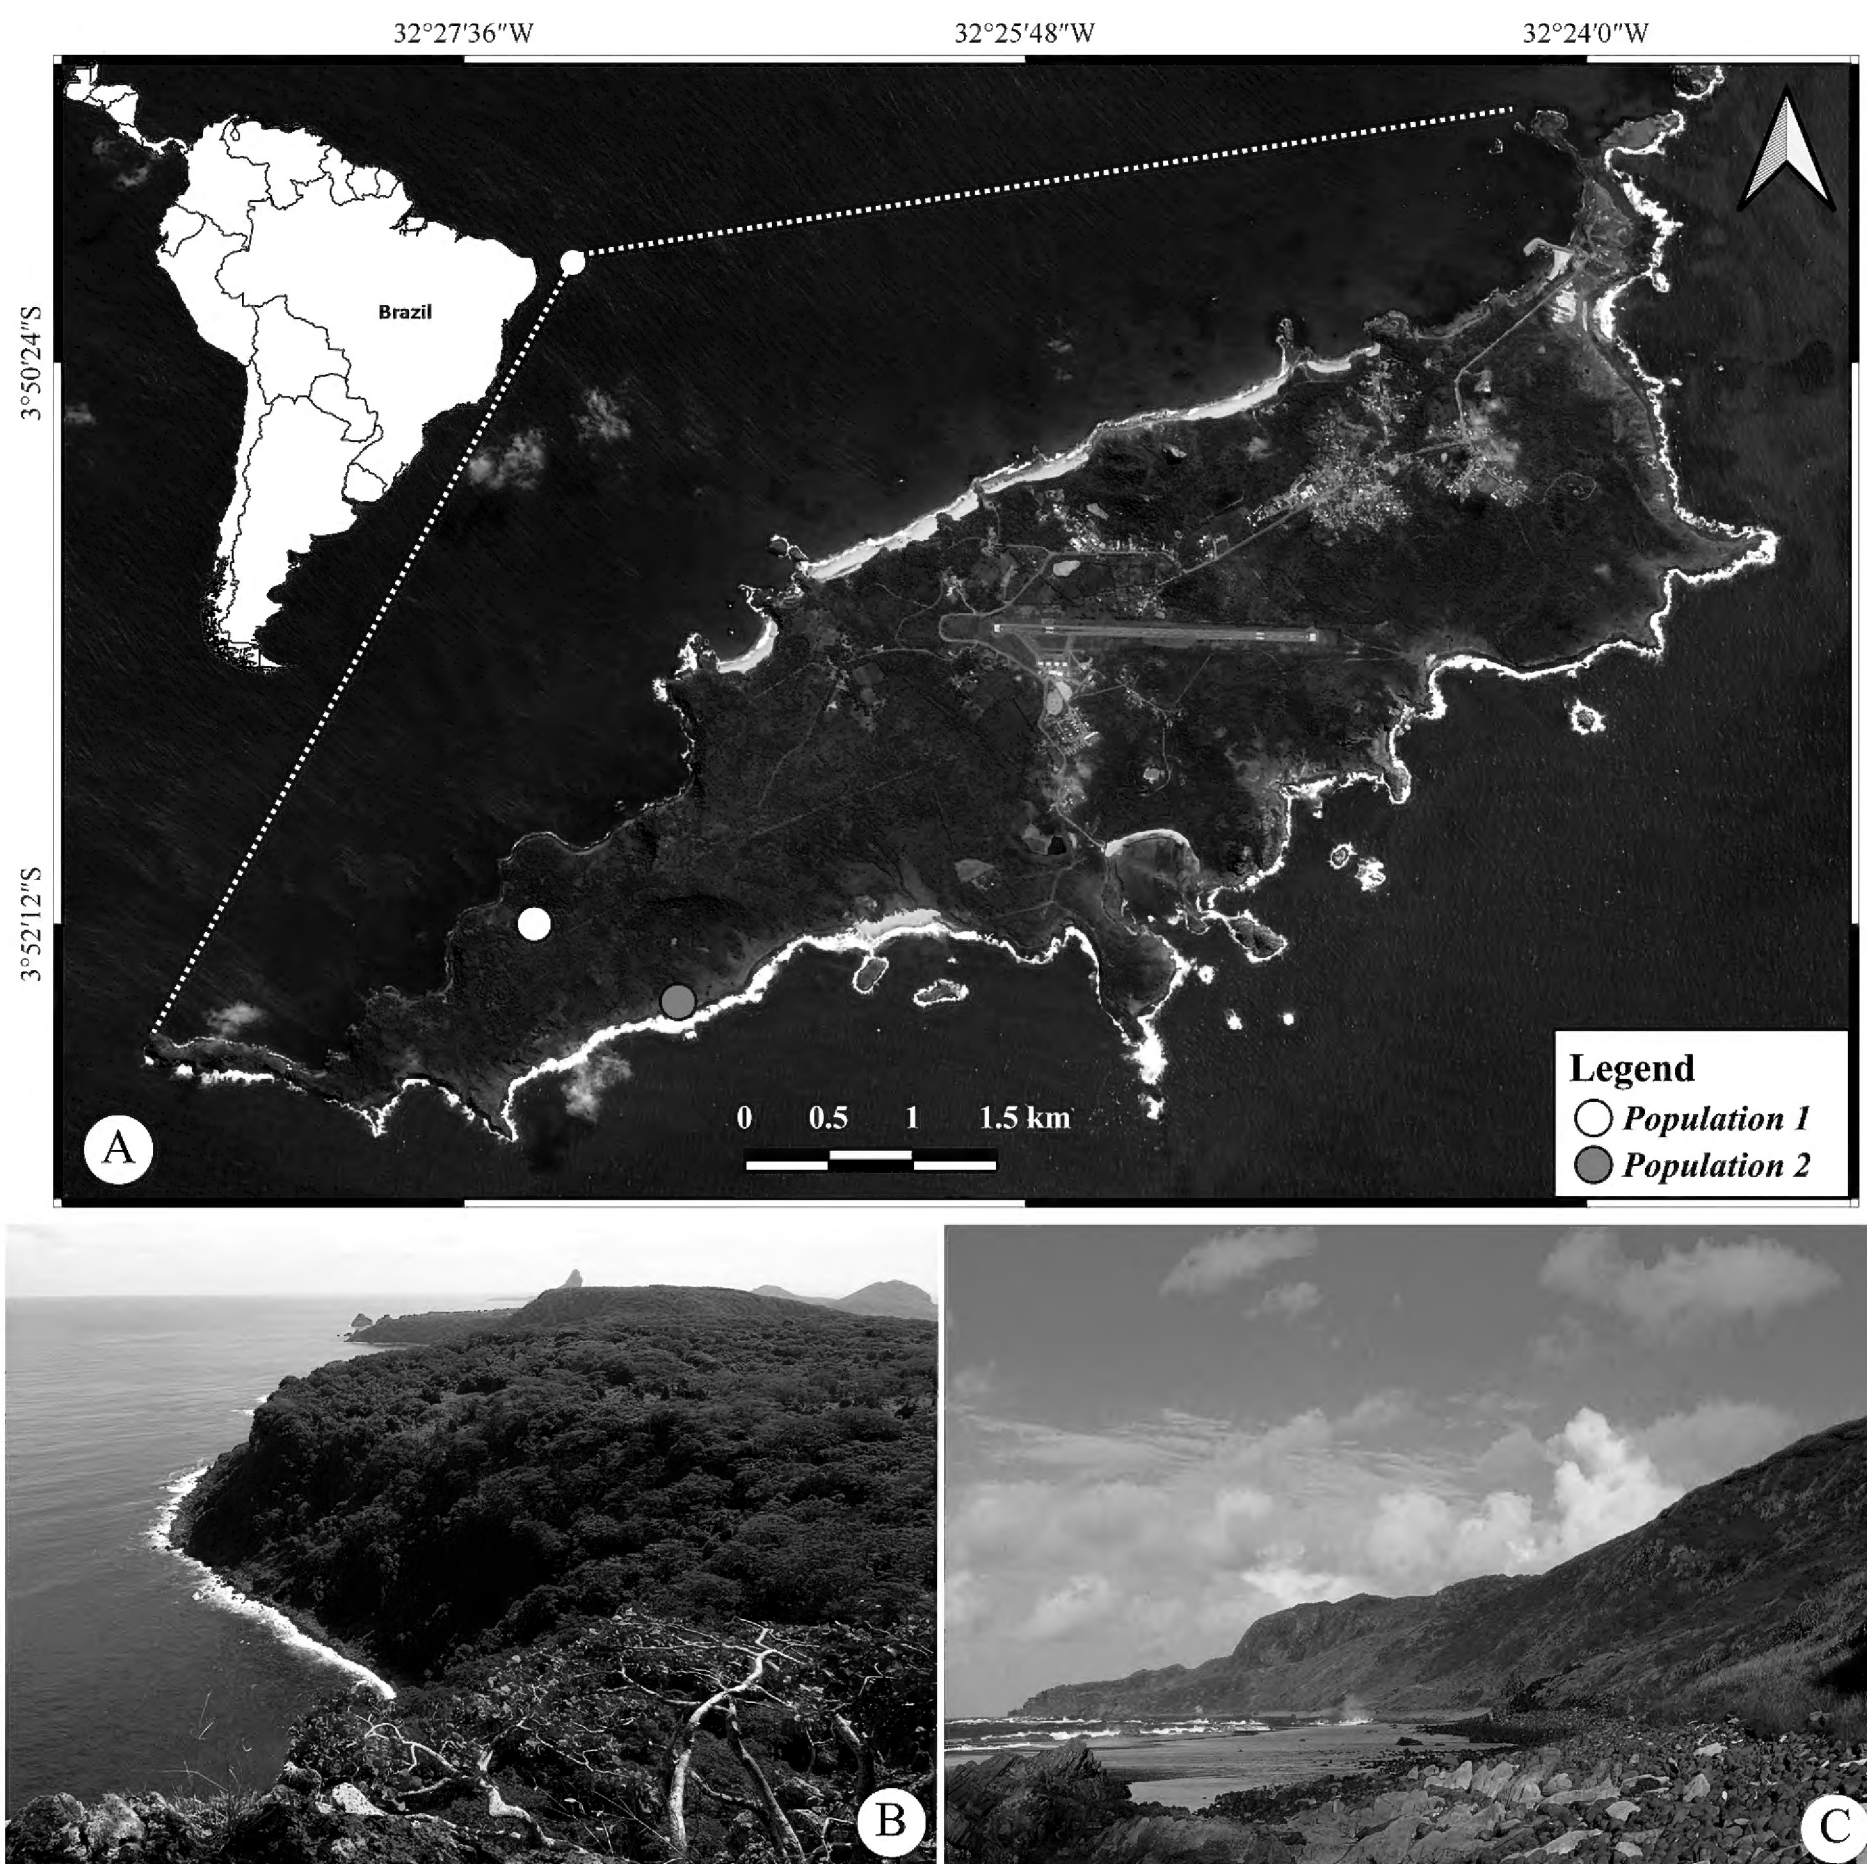 32°27'36"W 32°25'48"W 32°24'0"W
3°50'24"S
3°52'12"S
Brazil
0 0.5 1 1.5 km
Legend
Population 1
Population 2
A
B
C